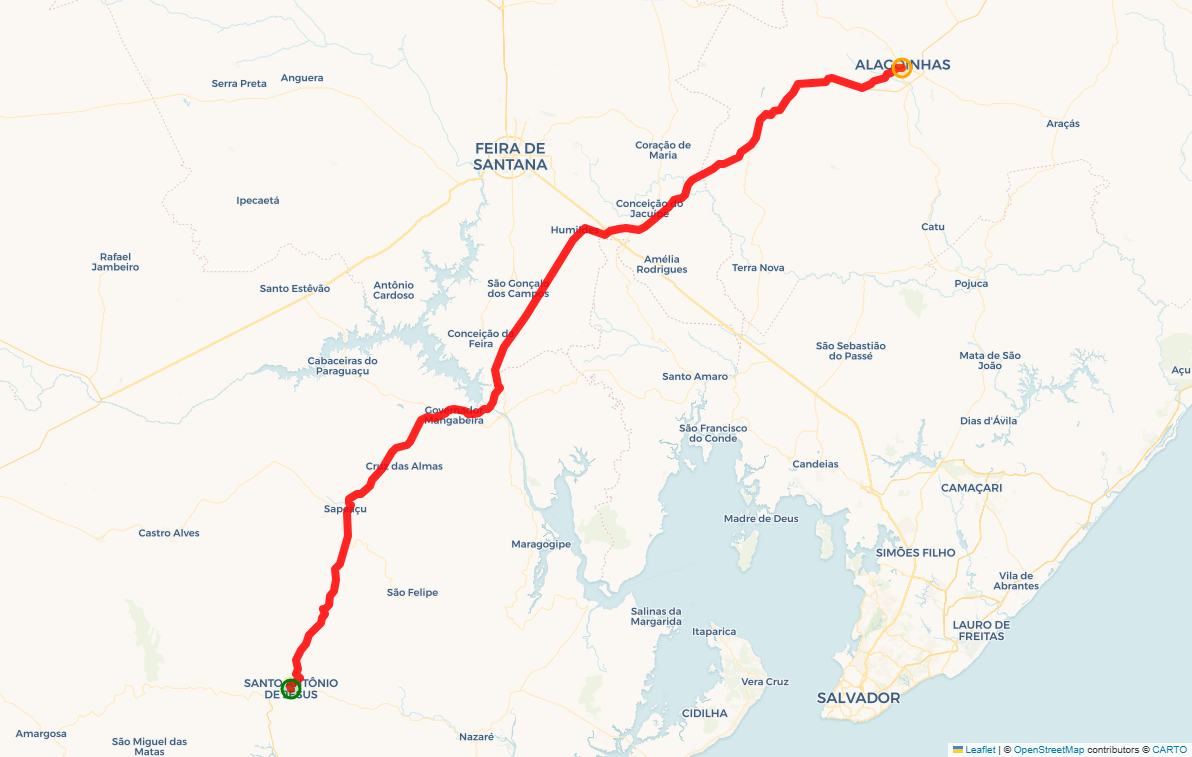 ALAGOINHAS
Anguera
Serra Preta
Araçás
FEIRA DE
SANTANA
Coração de
Maria
Ipecaetá
Conceição do
Jacuípe
Catu
Humildes
Rafael
Jambeiro
Amélia
Rodrigues
Terra Nova
Santo Estêvão
Antônio
Cardoso
São Gonçalo
dos Campos
Pojuca
Conceição da
Feira
São Sebastião
do Passé
Mata de São
João
Cabaceiras do
Paraguaçu
Santo Amaro
Açu
Governador
Mangabeira
São Francisco
do Conde
Dias d'Ávila
Cruz das Almas
Candeias
CAMAÇARI
Sapeaçu
Madre de Deus
Castro Alves
Maragogipe
SIMÕES FILHO
Vila de
Abrantes
São Felipe
Salinas da
Margarida
Itaparica
LAURO DE
FREITAS
SANTO ANTÔNIO
DE JESUS
Vera Cruz
SALVADOR
CIDILHA
Amargosa
São Miguel das
Matas
Nazaré
Leaflet | © OpenStreetMap contributors © CARTO